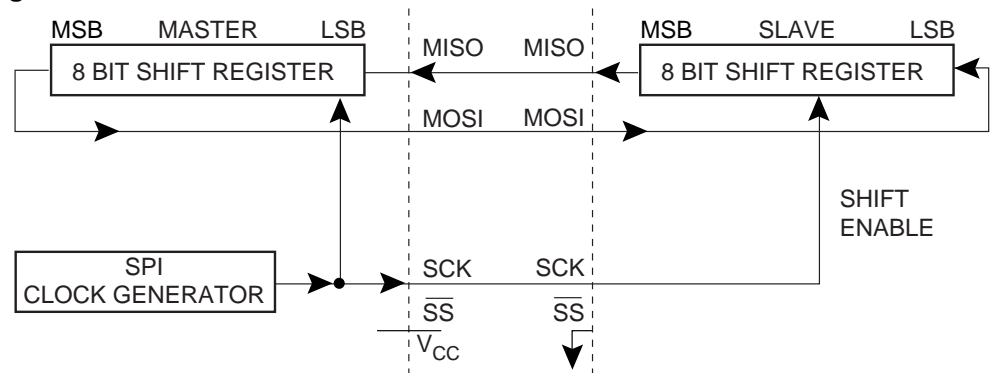 MSB MASTER LSB MISO MISO MSB SLAVE LSB
8 BIT SHIFT REGISTER 8 BIT SHIFT REGISTER
MOSI MOSI
SHIFT
ENABLE
SPI
CLOCK GENERATOR
SCK SCK
SS SS
VCC